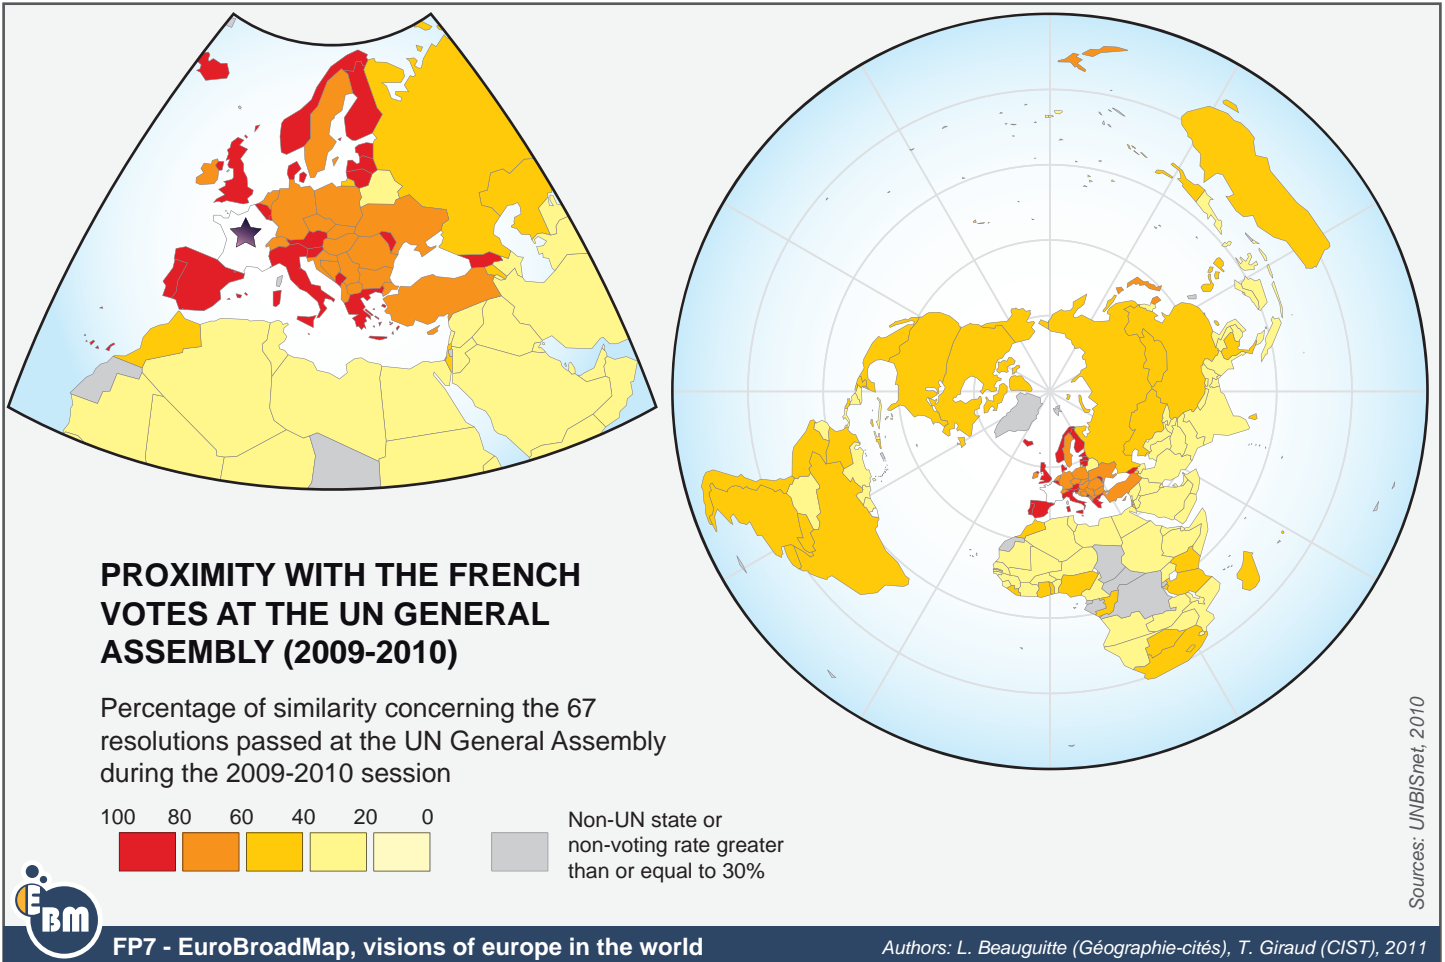 PROXIMITY WITH THE FRENCH
VOTES AT THE UN GENERAL
ASSEMBLY (2009-2010)
Percentage of similarity concerning the 67
resolutions passed at the UN General Assembly
during the 2009-2010 session
100 80 60 40 20 0
Non-UN state or
non-voting rate greater
than or equal to 30%
Sources: UNBISnet, 2010
EBM
FP7 - EuroBroadMap, visions of europe in the world
Authors: L. Beauguitte (Géographie-cités), T. Giraud (CIST), 2011